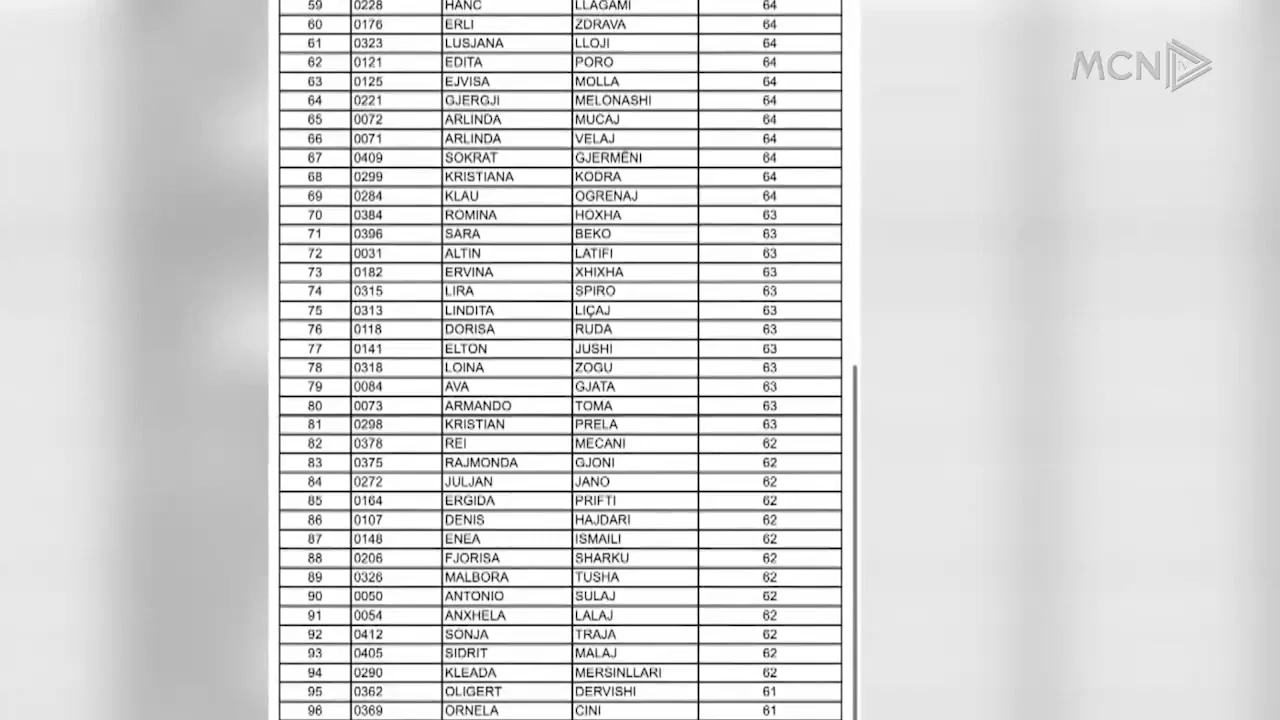 59 0228 HANC LLAGAMI 64
60 0176 ERLI ZDRAVA 64
61 0323 LUSJANA LLOJI 64
62 0121 EDITA PORO 64
63 0125 EJVISA MOLLA 64
64 0221 GJERGJI MELONASHI 64
65 0072 ARLINDA MUCAJ 64
66 0071 ARLINDA VELAJ 64
67 0409 SOKRAT GJERMËNI 64
68 0299 KRISTIANA KODRA 64
69 0284 KLAU OGRENAJ 64
70 0384 ROMINA HOXHA 63
71 0396 SARA BEKO 63
72 0031 ALTIN LATIFI 63
73 0182 ERVINA XHIXHA 63
74 0315 LIRA SPIRO 63
75 0313 LINDITA LIÇAJ 63
76 0118 DORISA RUDA 63
77 0141 ELTON JUSHI 63
78 0318 LOINA ZOGU 63
79 0084 AVA GJATA 63
80 0073 ARMANDO TOMA 63
81 0298 KRISTIAN PRELA 63
82 0378 REI MECANI 62
83 0375 RAJMONDA GJONI 62
84 0272 JULJAN JANO 62
85 0164 ERGIDA PRIFTI 62
86 0107 DENIS HAJDARI 62
87 0148 ENEA ISMAILI 62
88 0206 FJORISA SHARKU 62
89 0326 MALBORA TUSHA 62
90 0050 ANTONIO SULAJ 62
91 0054 ANXHELA LALAJ 62
92 0412 SONJA TRAJA 62
93 0405 SIDRIT MALAJ 62
94 0290 KLEADA MERSINLLARI 62
95 0362 OLIGERT DERVISHI 61
96 0369 ORNELA CINI 61
MCN TV